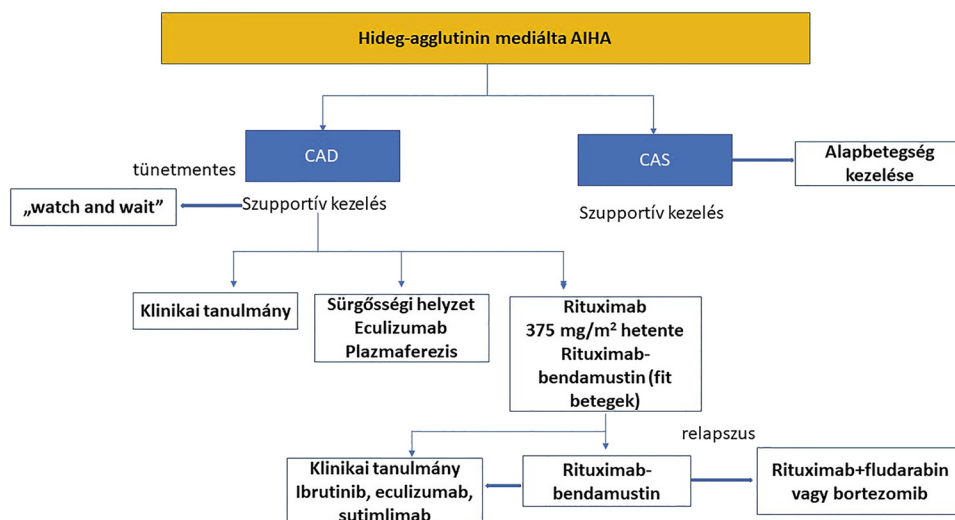 Hideg-agglutinin mediálta AIHA
CAD
CAS
Alapbetegség
kezelése
tünetmentes
„watch and wait”
Szupportív kezelés
Szupportív kezelés
Klinikai tanulmány
Sürgősségi helyzet
Eculizumab
Plazmaferezis
Rituximab
375 mg/m² hetente
Rituximab-
bendamustin (fit
betegek)
relapszus
Klinikai tanulmány
Ibrutinib, eculizumab,
sutimlimab
Rituximab-
bendamustin
Rituximab+fludarabin
vagy bortezomib